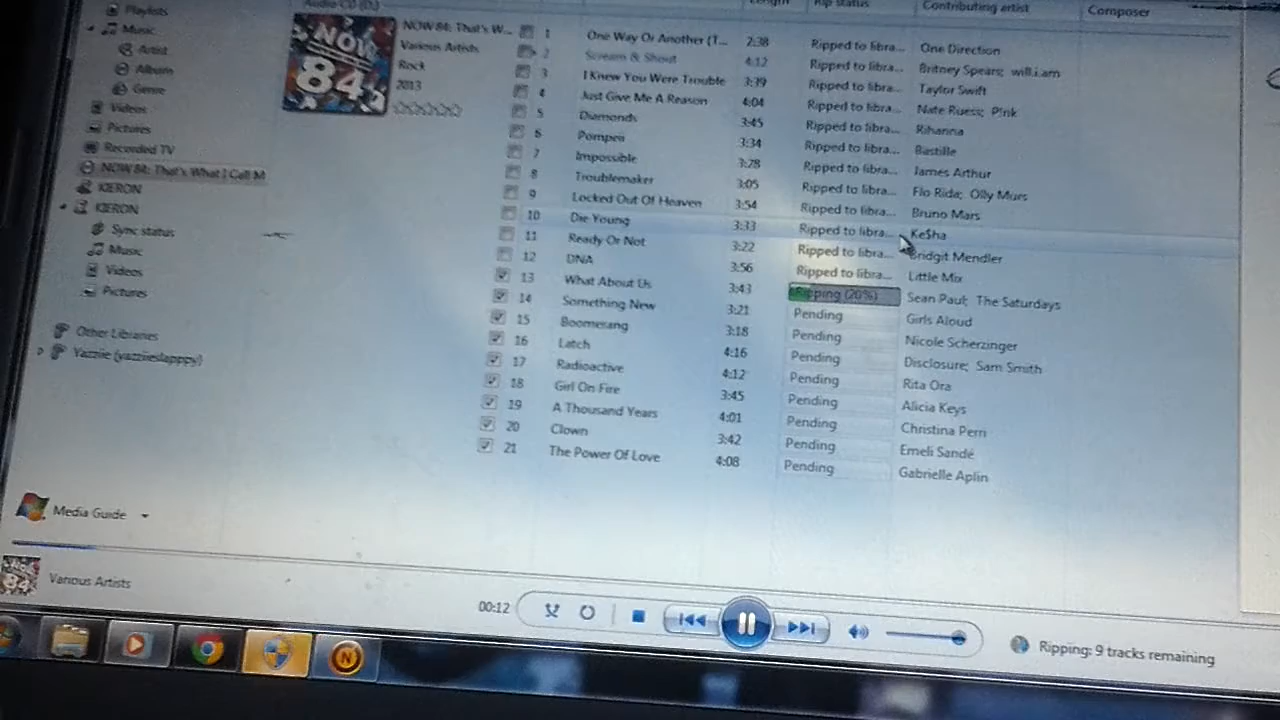 Audio CD (D:)
Length Rip status Contributing artist Composer
Playlists
Music
Artist
Album
Genre
Videos
Pictures
Recorded TV
NOW 84: That's What I Call M
KIERON
KIERON
Sync status
Music
Videos
Pictures
Other Libraries
Yazziie (yazziieslapppy)
NOW
84
NOW 84: That's W...
Various Artists
Rock
2013
1 One Way Or Another (T... 2:38 Ripped to libra... One Direction
2 Scream & Shout 4:12 Ripped to libra... Britney Spears; will.i.am
3 I Knew You Were Trouble 3:39 Ripped to libra... Taylor Swift
4 Just Give Me A Reason 4:04 Ripped to libra... Nate Ruess; P!nk
5 Diamonds 3:45 Ripped to libra... Rihanna
6 Pompeii 3:34 Ripped to libra... Bastille
7 Impossible 3:28 Ripped to libra... James Arthur
8 Troublemaker 3:05 Ripped to libra... Flo Rida; Olly Murs
9 Locked Out Of Heaven 3:54 Ripped to libra... Bruno Mars
10 Die Young 3:33 Ripped to libra... Ke$ha
11 Ready Or Not 3:22 Ripped to libra... Bridgit Mendler
12 DNA 3:56 Ripped to libra... Little Mix
13 What About Us 3:43 Ripping (20%) Sean Paul; The Saturdays
14 Something New 3:21 Pending Girls Aloud
15 Boomerang 3:18 Pending Nicole Scherzinger
16 Latch 4:16 Pending Disclosure; Sam Smith
17 Radioactive 4:12 Pending Rita Ora
18 Girl On Fire 3:45 Pending Alicia Keys
19 A Thousand Years 4:01 Pending Christina Perri
20 Clown 3:42 Pending Emeli Sandé
21 The Power Of Love 4:08 Pending Gabrielle Aplin
Media Guide
84
Various Artists
00:12
Ripping: 9 tracks remaining
N